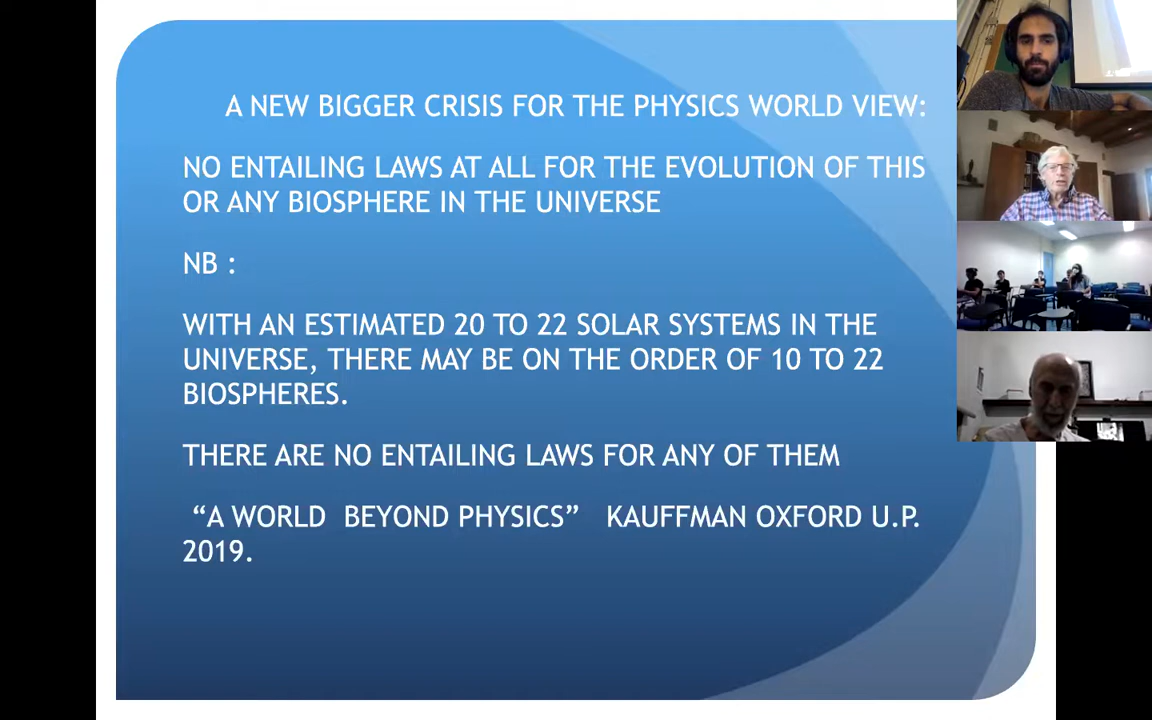 A NEW BIGGER CRISIS FOR THE PHYSICS WORLD VIEW:
NO ENTAILING LAWS AT ALL FOR THE EVOLUTION OF THIS
OR ANY BIOSPHERE IN THE UNIVERSE
NB :
WITH AN ESTIMATED 20 TO 22 SOLAR SYSTEMS IN THE
UNIVERSE, THERE MAY BE ON THE ORDER OF 10 TO 22
BIOSPHERES.
THERE ARE NO ENTAILING LAWS FOR ANY OF THEM
“A WORLD  BEYOND PHYSICS”   KAUFFMAN OXFORD U.P.
2019.